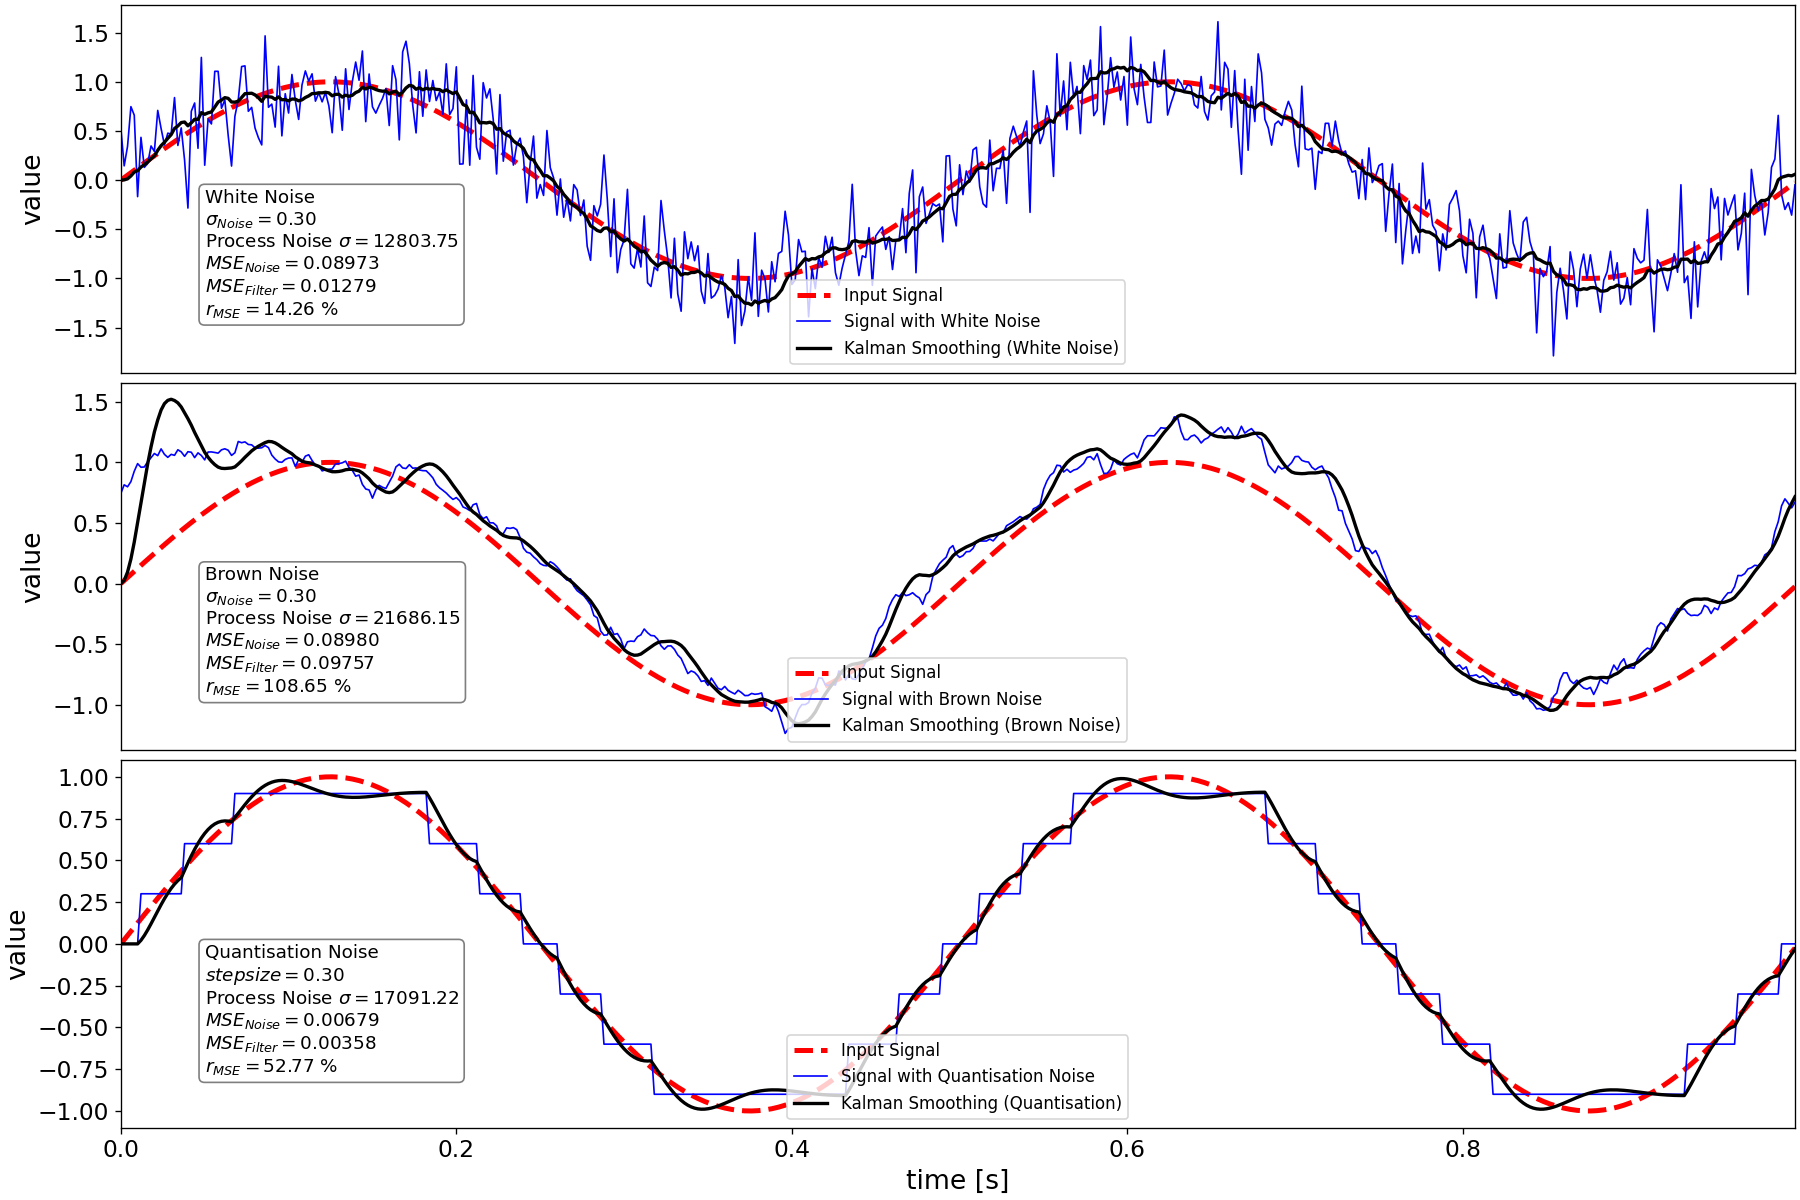 value
1.5
1.0
0.5
0.0
−0.5
−1.0
−1.5
White Noise
σNoise = 0.30
Process Noise σ = 12803.75
MSENoise = 0.08973
MSEFilter = 0.01279
rMSE = 14.26 %
Input Signal
Signal with White Noise
Kalman Smoothing (White Noise)
value
1.5
1.0
0.5
0.0
−0.5
−1.0
Brown Noise
σNoise = 0.30
Process Noise σ = 21686.15
MSENoise = 0.08980
MSEFilter = 0.09757
rMSE = 108.65 %
Input Signal
Signal with Brown Noise
Kalman Smoothing (Brown Noise)
value
1.00
0.75
0.50
0.25
0.00
−0.25
−0.50
−0.75
−1.00
Quantisation Noise
stepsize = 0.30
Process Noise σ = 17091.22
MSENoise = 0.00679
MSEFilter = 0.00358
rMSE = 52.77 %
Input Signal
Signal with Quantisation Noise
Kalman Smoothing (Quantisation)
0.0 0.2 0.4 0.6 0.8
time [s]